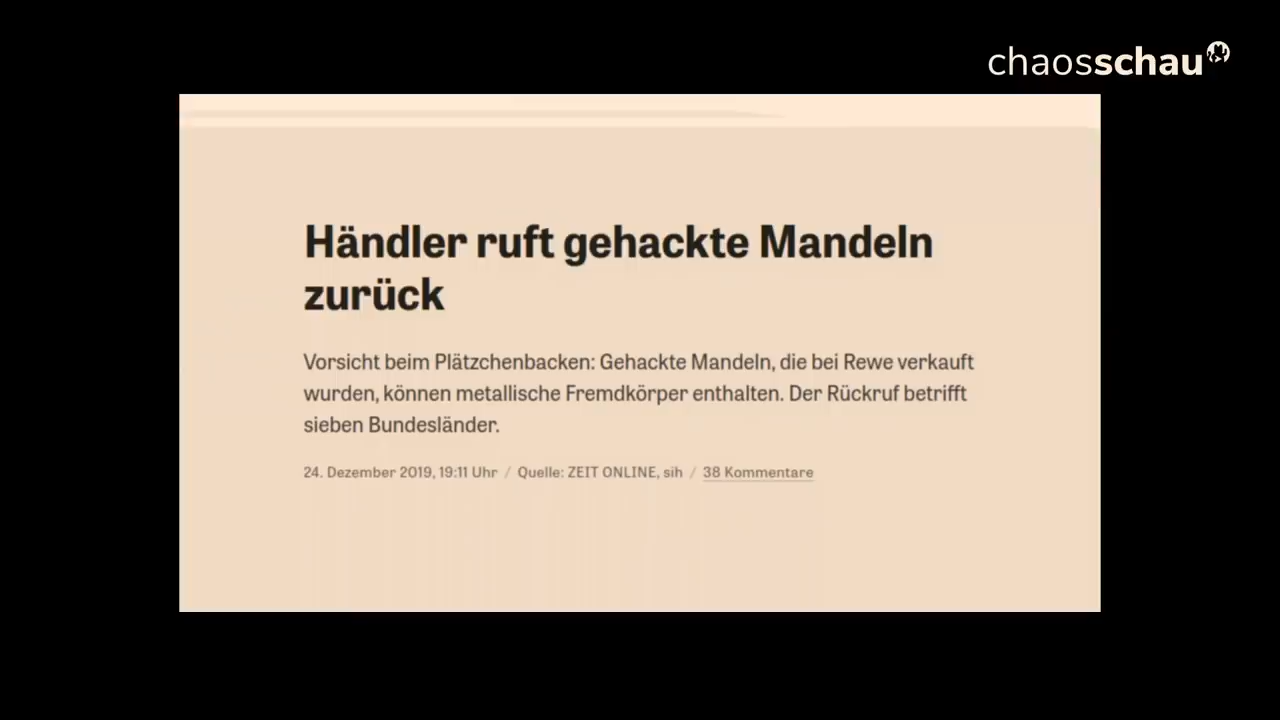 chaosschau
Händler ruft gehackte Mandeln
zurück
Vorsicht beim Plätzchenbacken: Gehackte Mandeln, die bei Rewe verkauft
wurden, können metallische Fremdkörper enthalten. Der Rückruf betrifft
sieben Bundesländer.
24. Dezember 2019, 19:11 Uhr / Quelle: ZEIT ONLINE, sih / 38 Kommentare